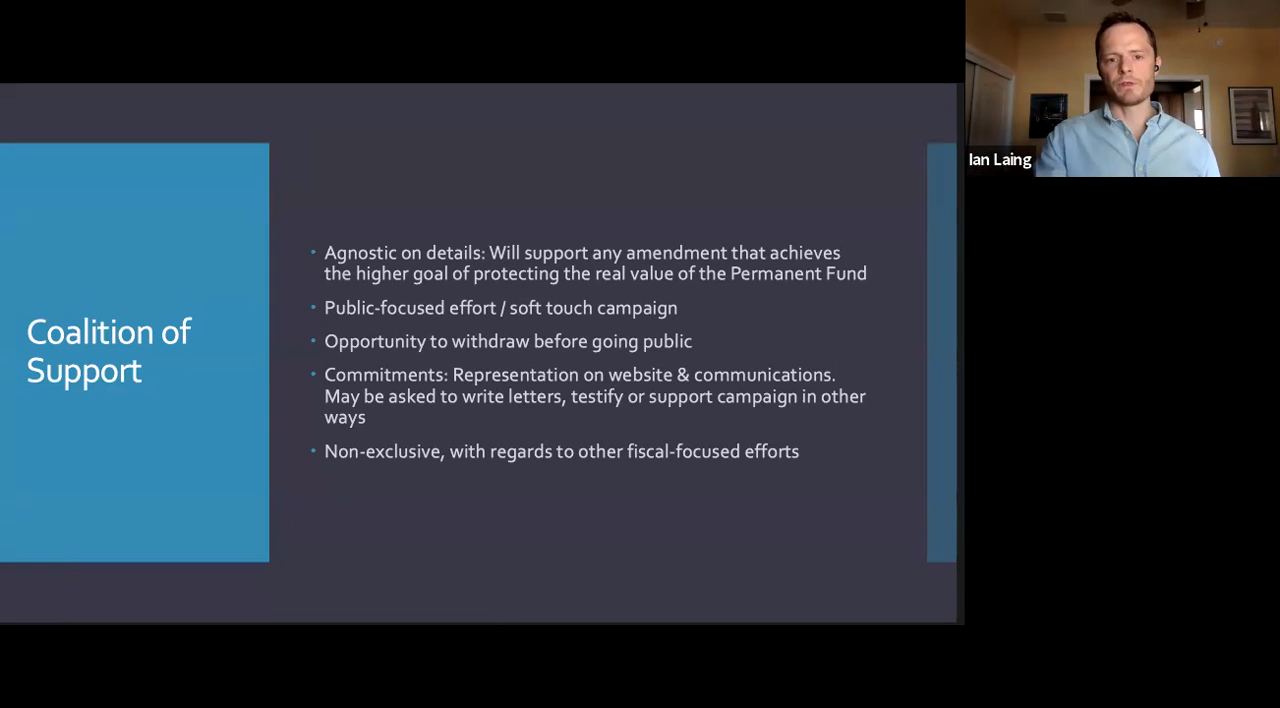 Coalition of
Support
• Agnostic on details: Will support any amendment that achieves
the higher goal of protecting the real value of the Permanent Fund
• Public-focused effort / soft touch campaign
• Opportunity to withdraw before going public
• Commitments: Representation on website & communications.
May be asked to write letters, testify or support campaign in other
ways
• Non-exclusive, with regards to other fiscal-focused efforts
Ian Laing